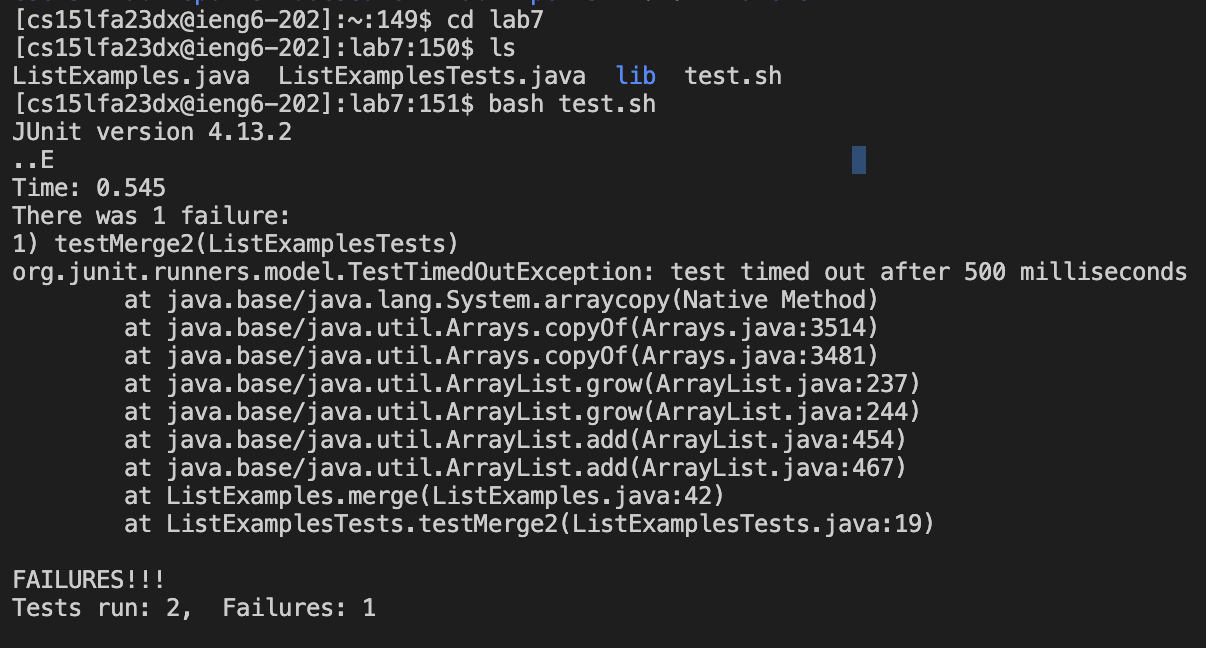 [cs15lfa23dx@ieng6-202]:~:149$ cd lab7
[cs15lfa23dx@ieng6-202]:lab7:150$ ls
ListExamples.java  ListExamplesTests.java  lib  test.sh
[cs15lfa23dx@ieng6-202]:lab7:151$ bash test.sh
JUnit version 4.13.2
..E
Time: 0.545
There was 1 failure:
1) testMerge2(ListExamplesTests)
org.junit.runners.model.TestTimedOutException: test timed out after 500 milliseconds
        at java.base/java.lang.System.arraycopy(Native Method)
        at java.base/java.util.Arrays.copyOf(Arrays.java:3514)
        at java.base/java.util.Arrays.copyOf(Arrays.java:3481)
        at java.base/java.util.ArrayList.grow(ArrayList.java:237)
        at java.base/java.util.ArrayList.grow(ArrayList.java:244)
        at java.base/java.util.ArrayList.add(ArrayList.java:454)
        at java.base/java.util.ArrayList.add(ArrayList.java:467)
        at ListExamples.merge(ListExamples.java:42)
        at ListExamplesTests.testMerge2(ListExamplesTests.java:19)
FAILURES!!!
Tests run: 2,  Failures: 1